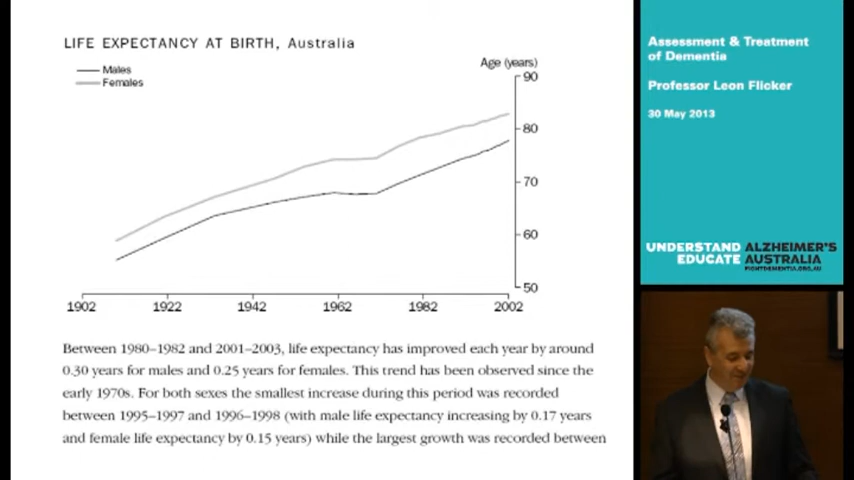 LIFE EXPECTANCY AT BIRTH, Australia
Males
Females
Age (years)
90
80
70
60
50
1902 1922 1942 1962 1982 2002
Between 1980–1982 and 2001–2003, life expectancy has improved each year by around
0.30 years for males and 0.25 years for females. This trend has been observed since the
early 1970s. For both sexes the smallest increase during this period was recorded
between 1995–1997 and 1996–1998 (with male life expectancy increasing by 0.17 years
and female life expectancy by 0.15 years) while the largest growth was recorded between
Assessment & Treatment
of Dementia
Professor Leon Flicker
30 May 2013
UNDERSTAND ALZHEIMER'S
EDUCATE AUSTRALIA
FIGHTDEMENTIA.ORG.AU